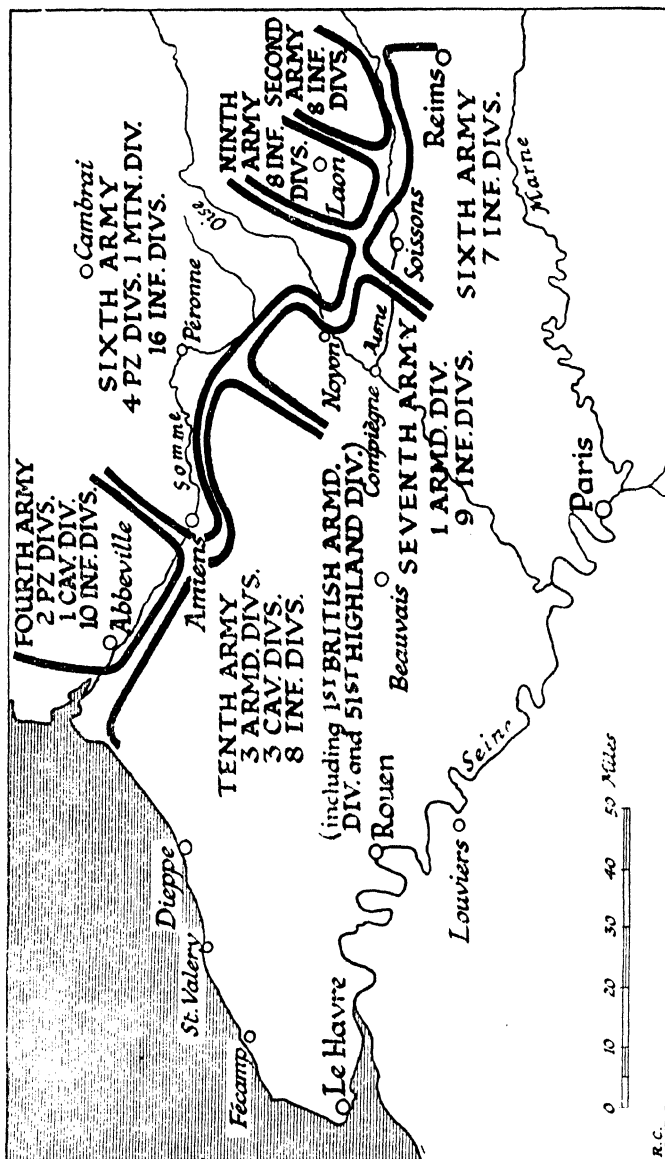 FOURTH ARMY
2 PZ DIVS.
1 CAV. DIV.
10 INF. DIVS.
Abbeville
Cambrai
SIXTH ARMY
4 PZ DIVS. 1 MTN. DIV.
16 INF. DIVS.
Péronne
Somme
Oise
NINTH
ARMY
8 INF.
DIVS.
SECOND
ARMY
8 INF.
DIVS.
Laon
Amiens
Dieppe
St. Valery
Fécamp
Le Havre
TENTH ARMY
3 ARMD. DIVS.
3 CAV. DIVS.
8 INF. DIVS.
(including 1ST BRITISH ARMD.
DIV. and 51ST HIGHLAND DIV.)
Noyon
Aisne
Compiègne
Soissons
Reims
Rouen
Beauvais
SEVENTH ARMY
1 ARMD. DIV.
9 INF. DIVS.
SIXTH ARMY
7 INF. DIVS.
Marne
Seine
Louviers
Paris
0 10 20 30 40 50 Miles
R.C.